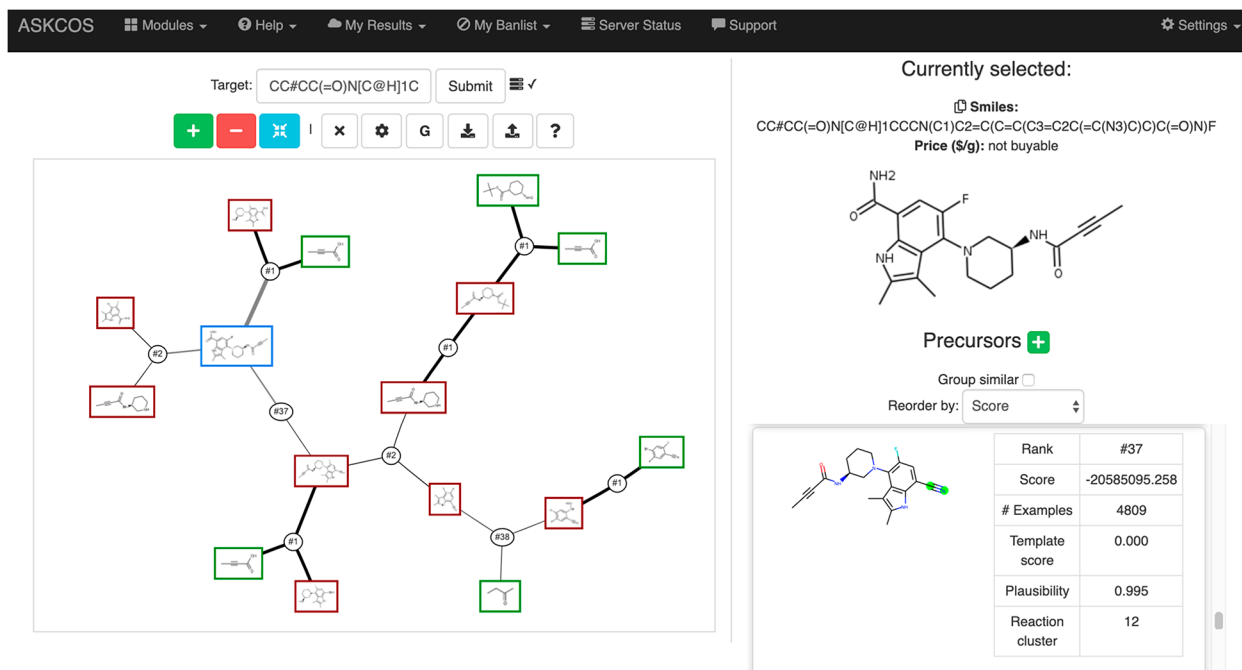 ASKCOS Modules Help My Results My Banlist Server Status Support Settings
Target: CC#CC(=O)N[C@H]1C Submit
G ?
#1
#2
#37
#1
#1
#2
#1
#38
#1
Currently selected:
Smiles:
CC#CC(=O)N[C@H]1CCCN(C1)C2=C(C=C(C3=C2C(=C(N3)C)C)C(=O)N)F
Price ($/g): not buyable
NH2
O
F
NH
N
NH
O
Precursors
Group similar
Reorder by: Score
Rank #37
Score -20585095.258
# Examples 4809
Template score 0.000
Plausibility 0.995
Reaction cluster 12